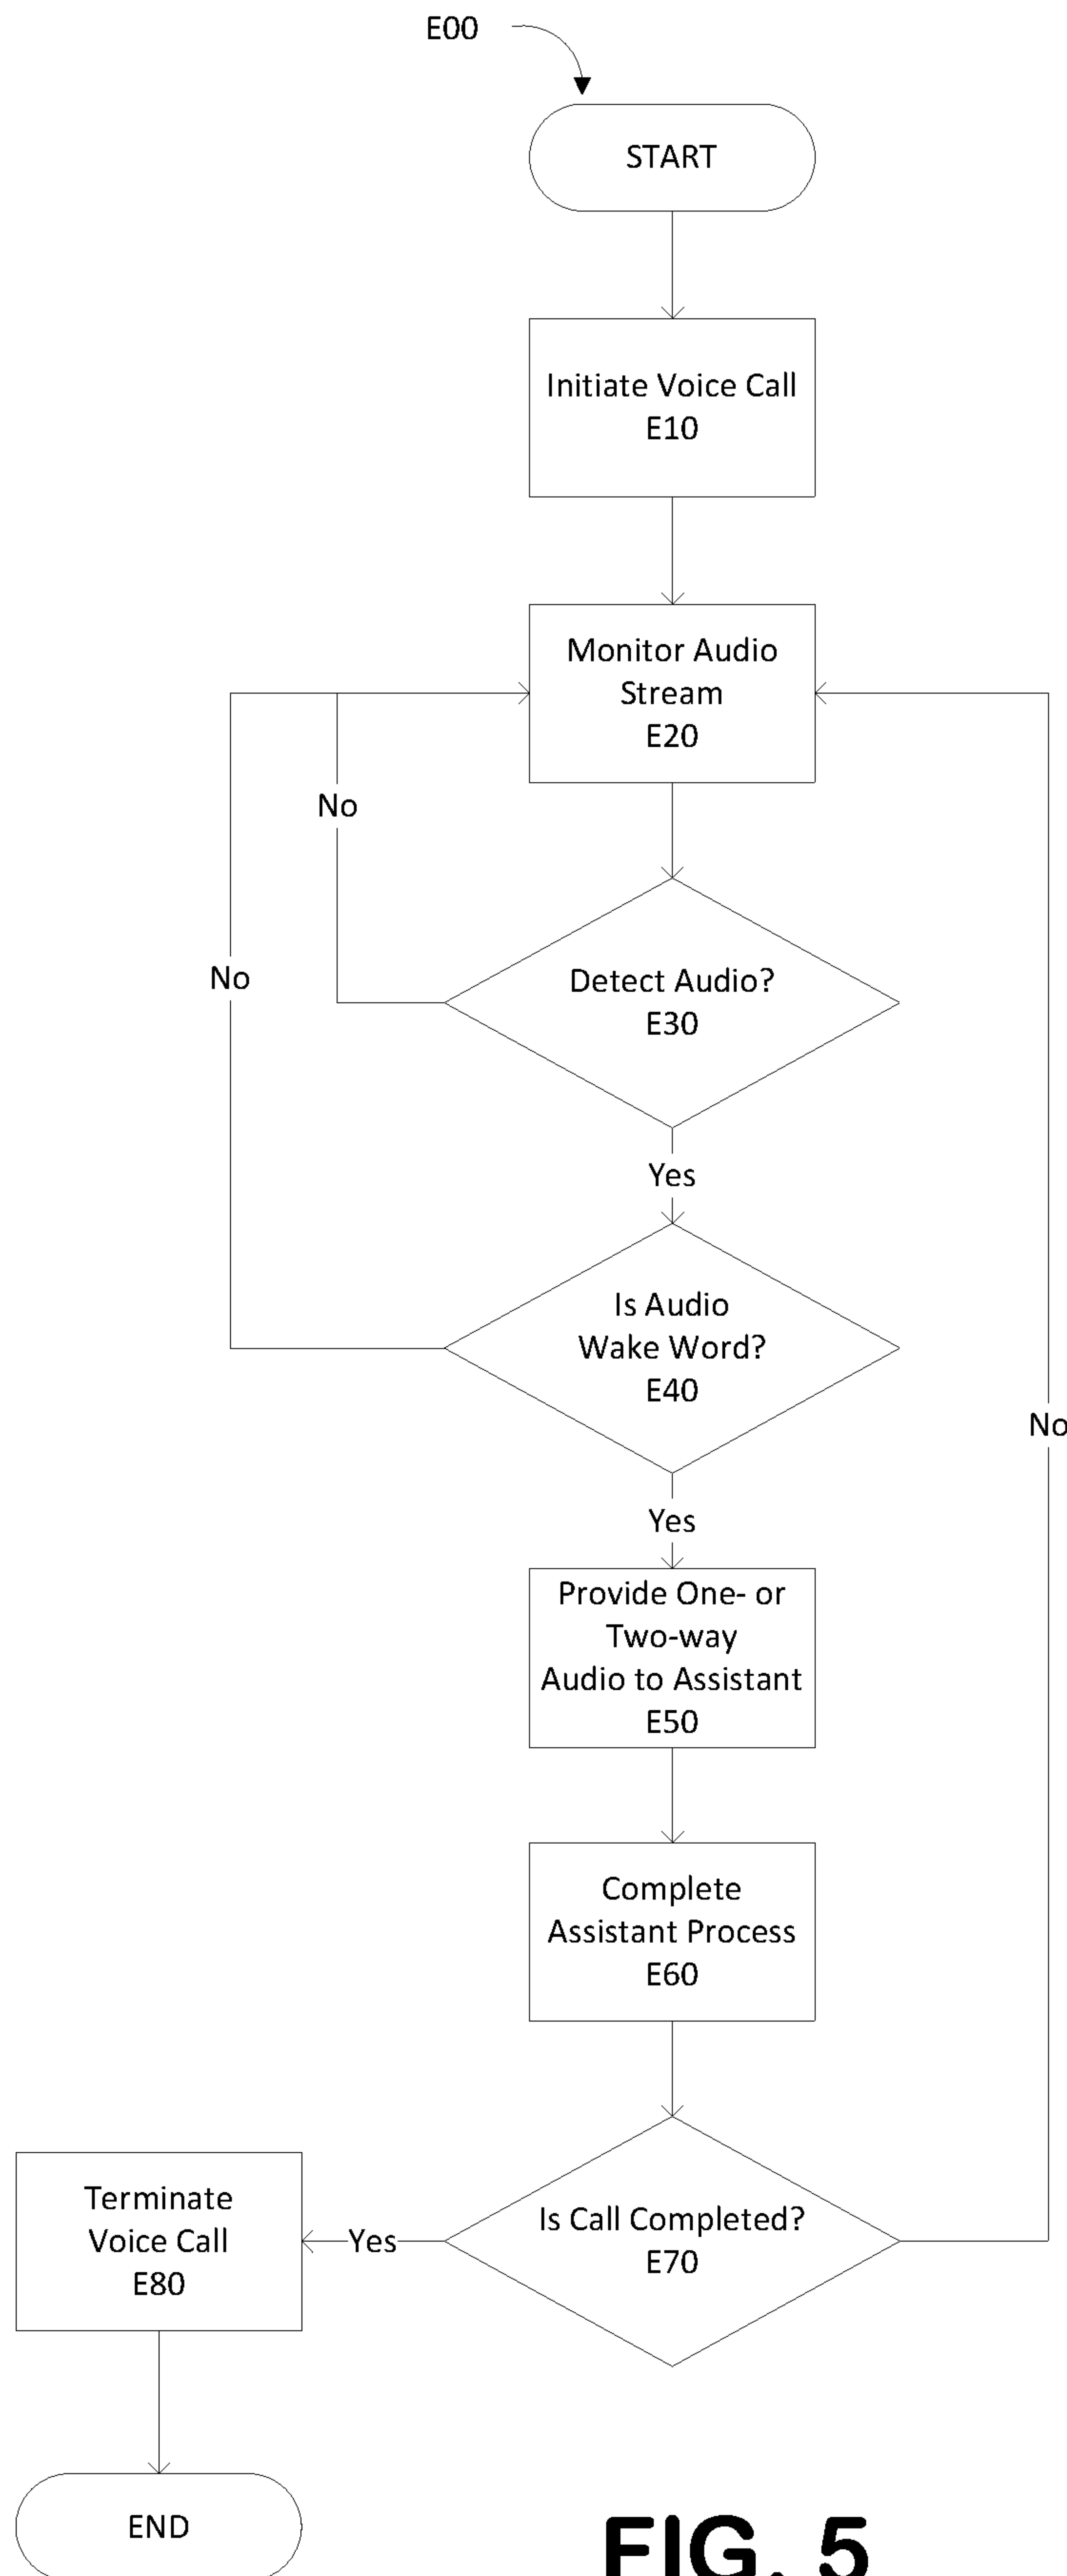 E00
START
Initiate Voice Call
E10
Monitor Audio
Stream
E20
No
No
Detect Audio?
E30
Yes
Is Audio
Wake Word?
E40
No
Yes
Provide One- or
Two-way
Audio to Assistant
E50
Complete
Assistant Process
E60
Is Call Completed?
E70
Yes
Terminate
Voice Call
E80
END
FIG. 5